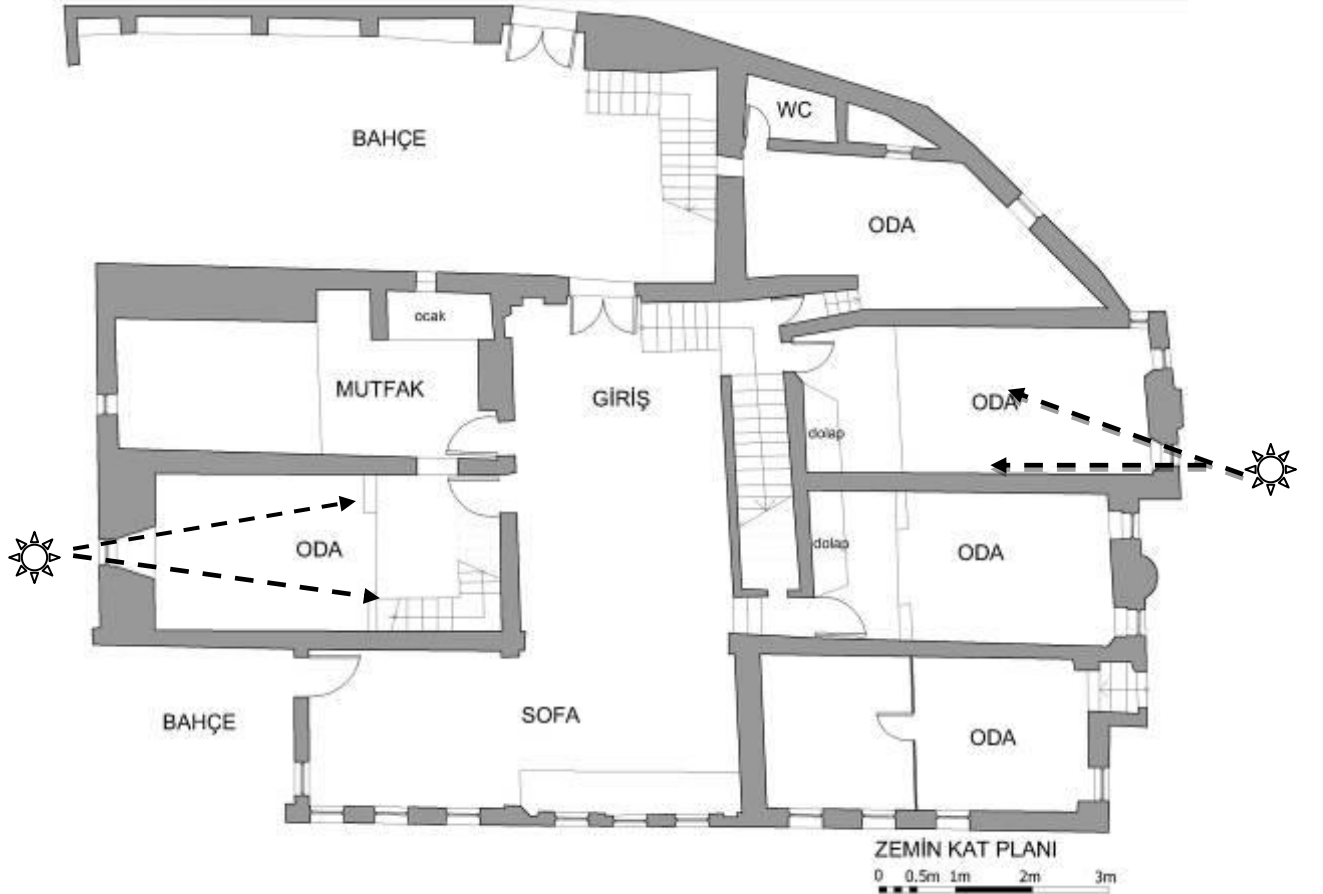 WC
BAHÇE
ODA
ocak
MUTFAK
GİRİŞ
ODA
dolap
ODA
dolap
ODA
BAHÇE
SOFA
ODA
ZEMİN KAT PLANI
0 0.5m 1m 2m 3m